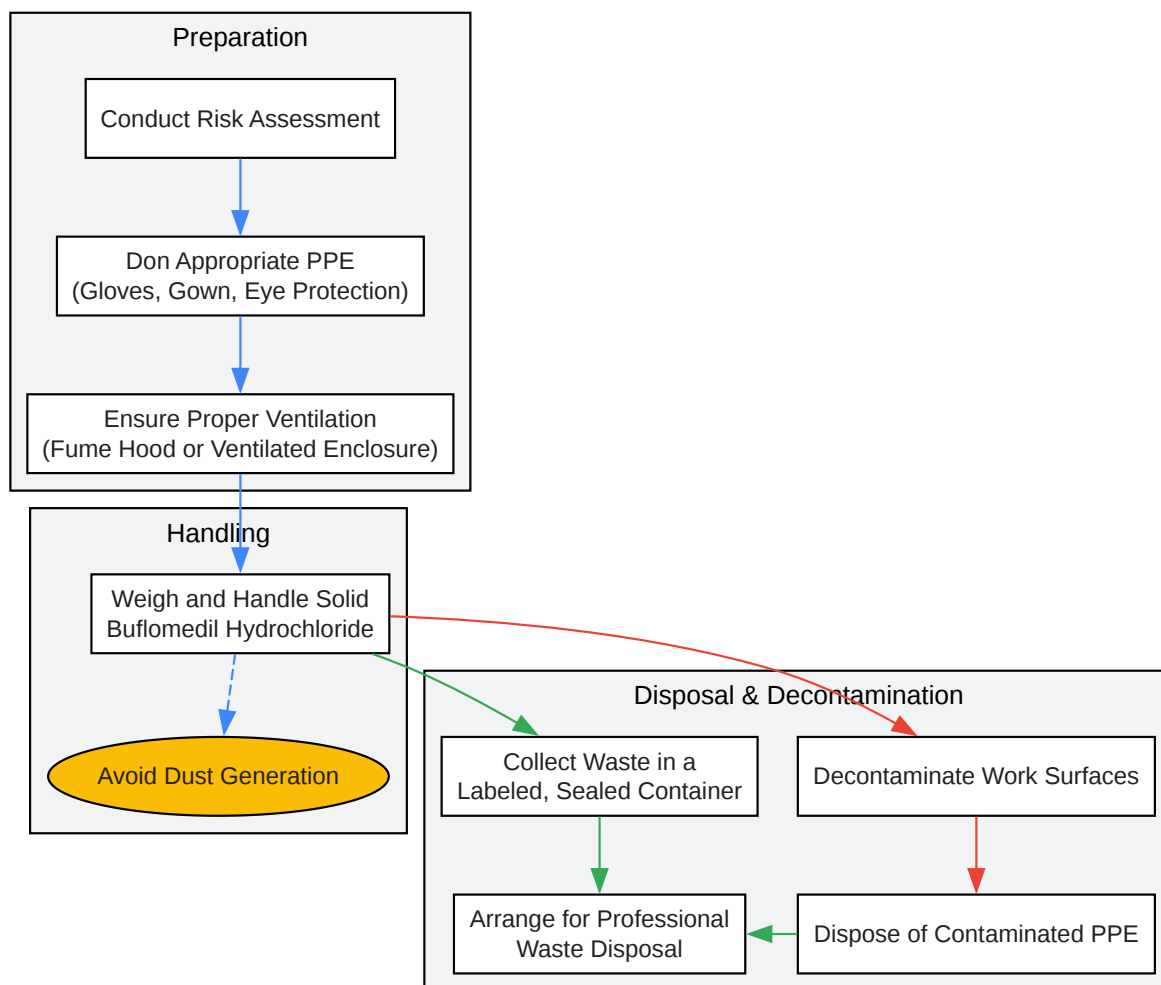 Preparation
Conduct Risk Assessment
Don Appropriate PPE
(Gloves, Gown, Eye Protection)
Ensure Proper Ventilation
(Fume Hood or Ventilated Enclosure)
Handling
Weigh and Handle Solid
Buflomedil Hydrochloride
Avoid Dust Generation
Disposal & Decontamination
Collect Waste in a
Labeled, Sealed Container
Decontaminate Work Surfaces
Arrange for Professional
Waste Disposal
Dispose of Contaminated PPE